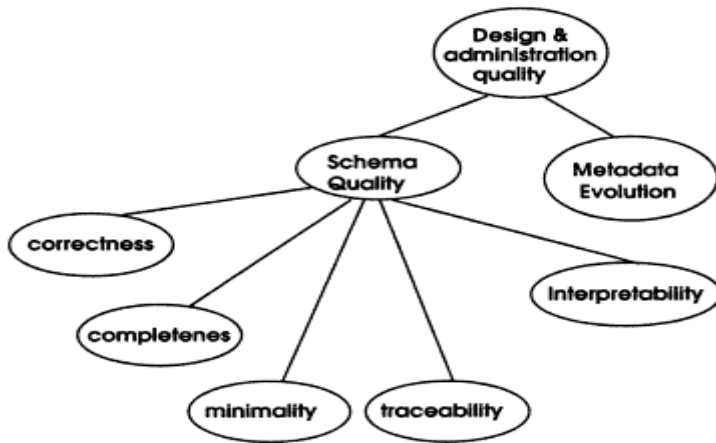 Design &
administration
quality
Schema
Quality
Metadata
Evolution
correctness
Interpretability
completenes
minimality
traceability